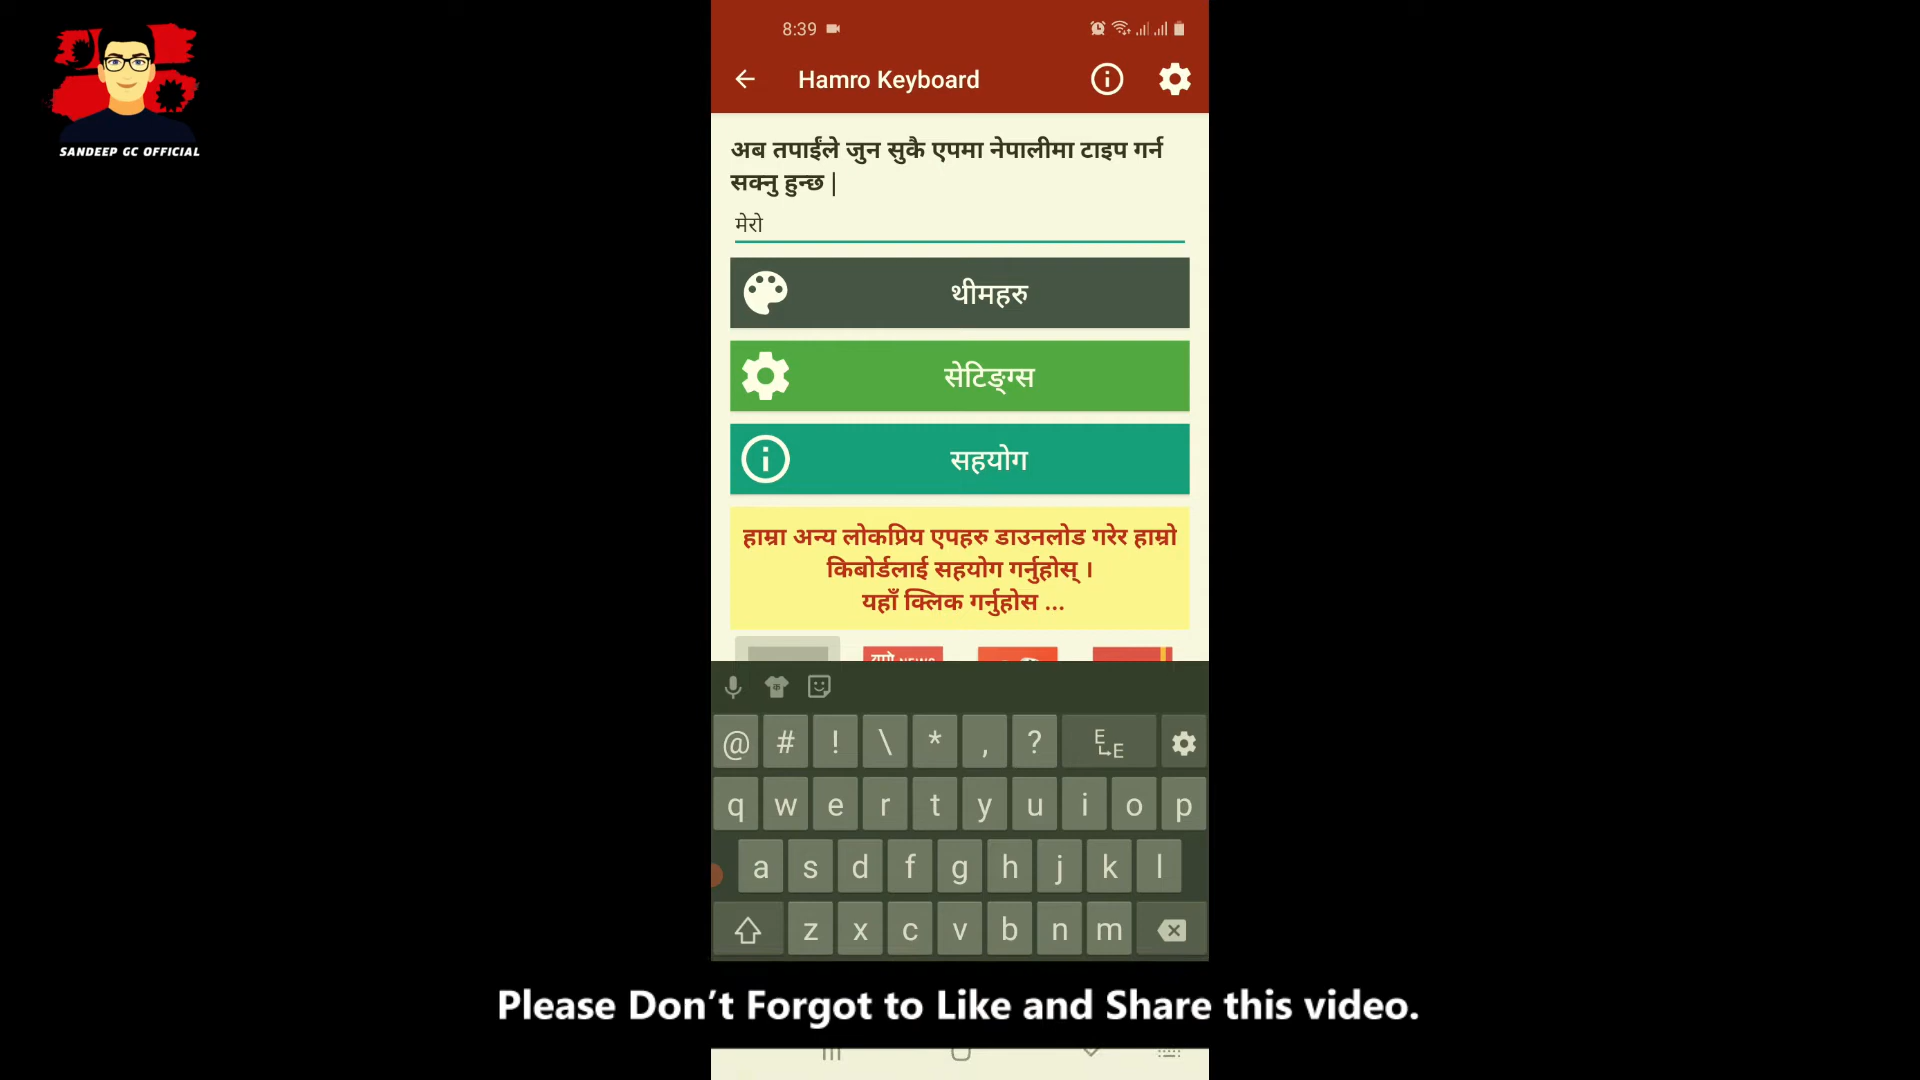 SANDEEP GC OFFICIAL
8:39
Hamro Keyboard
अब तपाईंले जुन सुकै एपमा नेपालीमा टाइप गर्न
सक्नु हुन्छ |
मेरो
थीमहरु
सेटिङ्ग्स
सहयोग
हाम्रा अन्य लोकप्रिय एपहरु डाउनलोड गरेर हाम्रो
किबोर्डलाई सहयोग गर्नुहोस् ।
यहाँ क्लिक गर्नुहोस ...
NEWS
@ # ! \ * , ? E E
q w e r t y u i o p
a s d f g h j k l
z x c v b n m
Please Don’t Forgot to Like and Share this video.